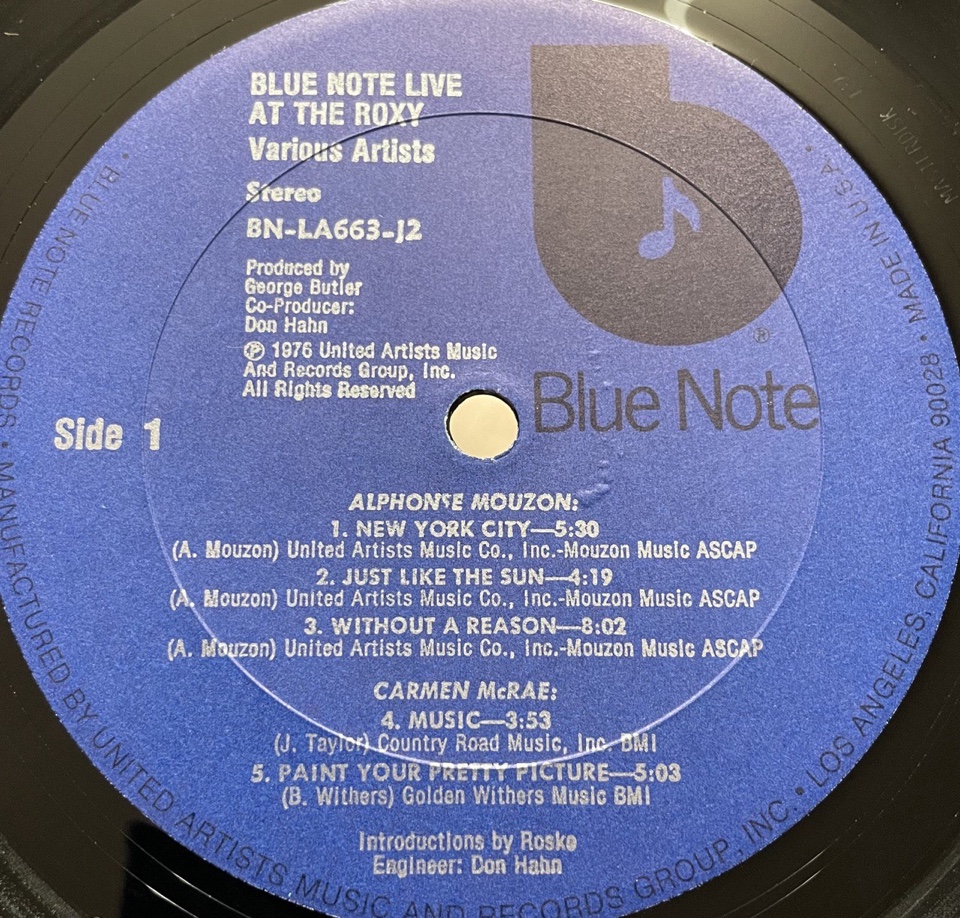 BLUE NOTE LIVE
AT THE ROXY
Various Artists
Stereo
BN-LA663-J2
Produced by
George Butler
Co-Producer:
Don Hahn
℗ 1976 United Artists Music
And Records Group, Inc.
All Rights Reserved
®
Blue Note
Side 1
ALPHONSE MOUZON:
1. NEW YORK CITY—5:30
(A. Mouzon) United Artists Music Co., Inc.-Mouzon Music ASCAP
2. JUST LIKE THE SUN—4:19
(A. Mouzon) United Artists Music Co., Inc.-Mouzon Music ASCAP
3. WITHOUT A REASON—8:02
(A. Mouzon) United Artists Music Co., Inc.-Mouzon Music ASCAP
CARMEN McRAE:
4. MUSIC—3:53
(J. Taylor) Country Road Music, Inc. BMI
5. PAINT YOUR PRETTY PICTURE—5:03
(B. Withers) Golden Withers Music BMI
Introductions by Roske
Engineer: Don Hahn
• BLUE NOTE RECORDS • MANUFACTURED BY UNITED ARTISTS MUSIC AND RECORDS GROUP, INC. • LOS ANGELES, CALIFORNIA 90028 • MADE IN U.S.A. •